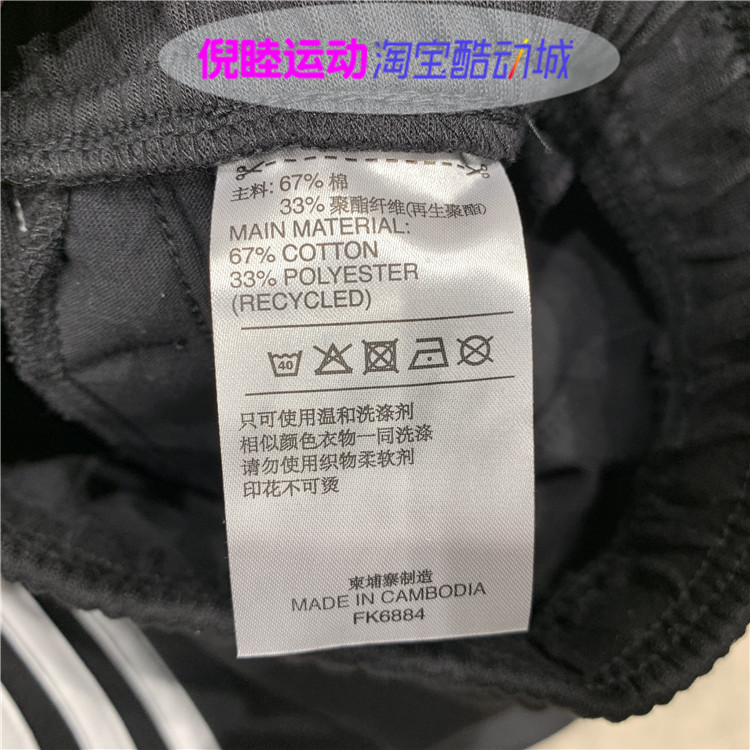 倪睦运动 淘宝酷动城
主料: 67% 棉
33% 聚酯纤维(再生聚酯)
MAIN MATERIAL:
67% COTTON
33% POLYESTER
(RECYCLED)
40
只可使用温和洗涤剂
相似颜色衣物一同洗涤
请勿使用织物柔软剂
印花不可烫
柬埔寨制造
MADE IN CAMBODIA
FK6884